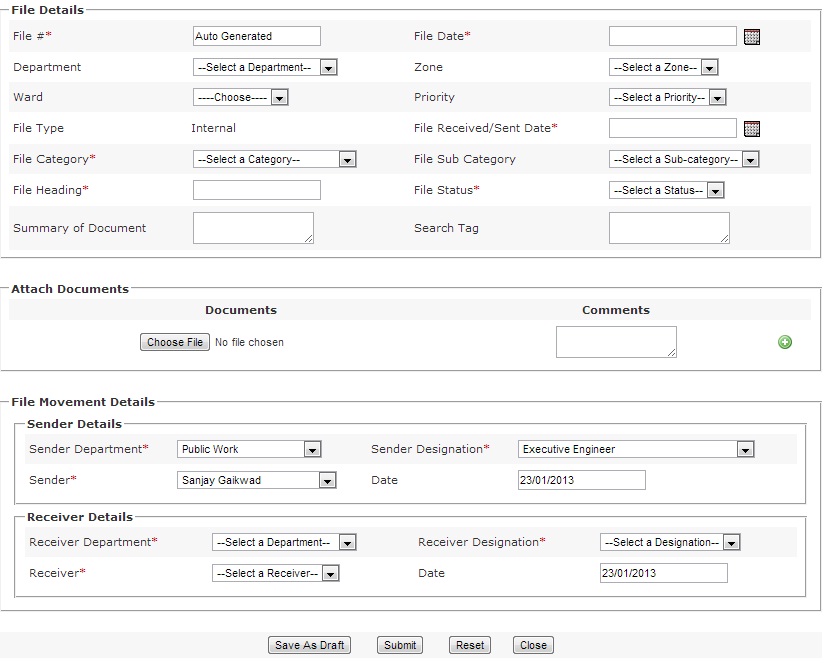 File Details
File #* Auto Generated File Date*
Department --Select a Department-- Zone --Select a Zone--
Ward ----Choose---- Priority --Select a Priority--
File Type Internal File Received/Sent Date*
File Category* --Select a Category-- File Sub Category --Select a Sub-category--
File Heading* File Status* --Select a Status--
Summary of Document Search Tag
Attach Documents
Documents Comments
Choose File No file chosen
File Movement Details
Sender Details
Sender Department* Public Work Sender Designation* Executive Engineer
Sender* Sanjay Gaikwad Date 23/01/2013
Receiver Details
Receiver Department* --Select a Department-- Receiver Designation* --Select a Designation--
Receiver* --Select a Receiver-- Date 23/01/2013
Save As Draft Submit Reset Close